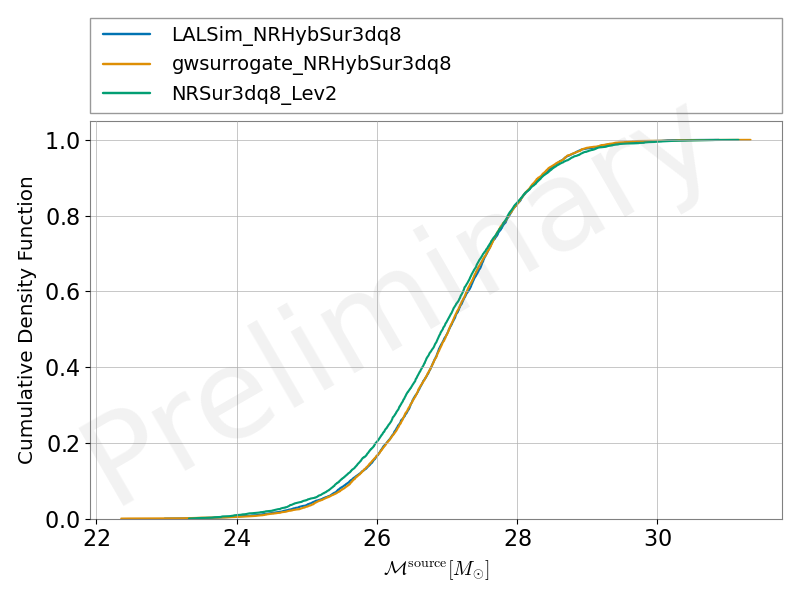 LALSim_NRHybSur3dq8
gwsurrogate_NRHybSur3dq8
NRSur3dq8_Lev2
Preliminary
Cumulative Density Function
1.0
0.8
0.6
0.4
0.2
0.0
22 24 26 28 30
ℳ^source [M_⊙]